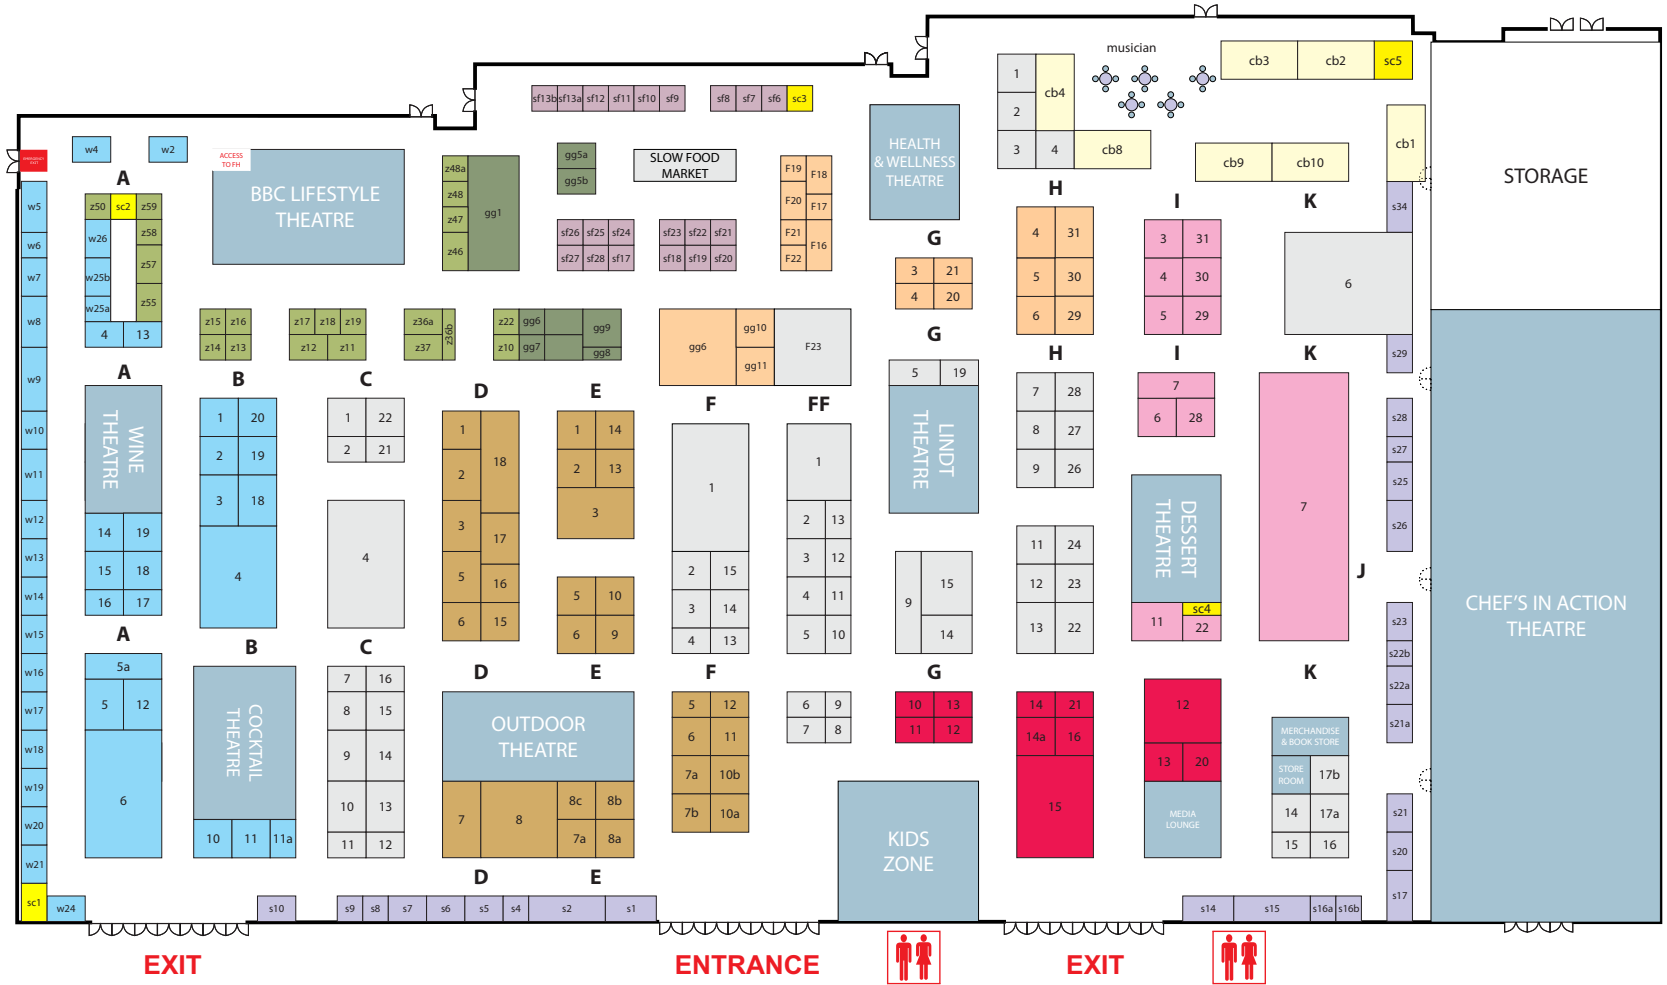 musician
cb3 cb2 sc5
1 cb4
2
3 4 cb8
cb9 cb10 cb1
sf13b sf13a sf12 sf11 sf10 sf9
sf8 sf7 sf6 sc3
HEALTH
& WELLNESS
THEATRE
STORAGE
w4 w2
EMERGENCY
EXIT
ACCESS
TO FH
BBC LIFESTYLE
THEATRE
z48a
z48
z47
z46
gg1
gg5a
gg5b
SLOW FOOD
MARKET
F19 F18
F20 F17
F21 F16
F22
A
H I K
z50 sc2 z59
w26 z58
w25b z57
w25a z55
4 13
sf26 sf25 sf24
sf27 sf28 sf17
sf23 sf22 sf21
sf18 sf19 sf20
G
3 21
4 20
4 31
5 30
6 29
3 31
4 30
5 29
6
s34
s29
w5
w6
w7
w8
w9
w10
w11
w12
w13
w14
w15
w16
w17
w18
w19
w20
w21
sc1
w24
z15 z16
z14 z13
z17 z18 z19
z12 z11
z36a z36b
z37
z22 gg6 gg9
z10 gg7 gg8
gg6 gg10 F23
gg11
G
H I K
A B C D E F FF
WINE
THEATRE
14 19
15 18
16 17
1 20
2 19
3 18
4
1 22
2 21
4
1 18
2
3 17
5 16
6 15
1 14
2 13
3
5 10
6 9
1
2 15
3 14
4 13
1
2 13
3 12
4 11
5 10
5 19
LINDT
THEATRE
9 15
14
7 28
8 27
9 26
11 24
12 23
13 22
7
6 28
DESSERT
THEATRE
sc4
11 22
7
J
s28
s27
s25
s26
s23
s22b
s22a
s21a
s21
s20
s17
CHEF'S IN ACTION
THEATRE
A B C D E F G K
5a
5 12
6
COCKTAIL
THEATRE
10 11 11a
7 16
8 15
9 14
10 13
11 12
OUTDOOR
THEATRE
7 8 8c 8b
7a 8a
5 12
6 11
7a 10b
7b 10a
6 9
7 8
10 13
11 12
14 21
14a 16
15
12
13 20
MEDIA
LOUNGE
MERCHANDISE
& BOOK STORE
STORE
ROOM
17b
14 17a
15 16
KIDS
ZONE
D E
s10 s9 s8 s7 s6 s5 s4 s2 s1
s14 s15 s16a s16b
EXIT ENTRANCE EXIT